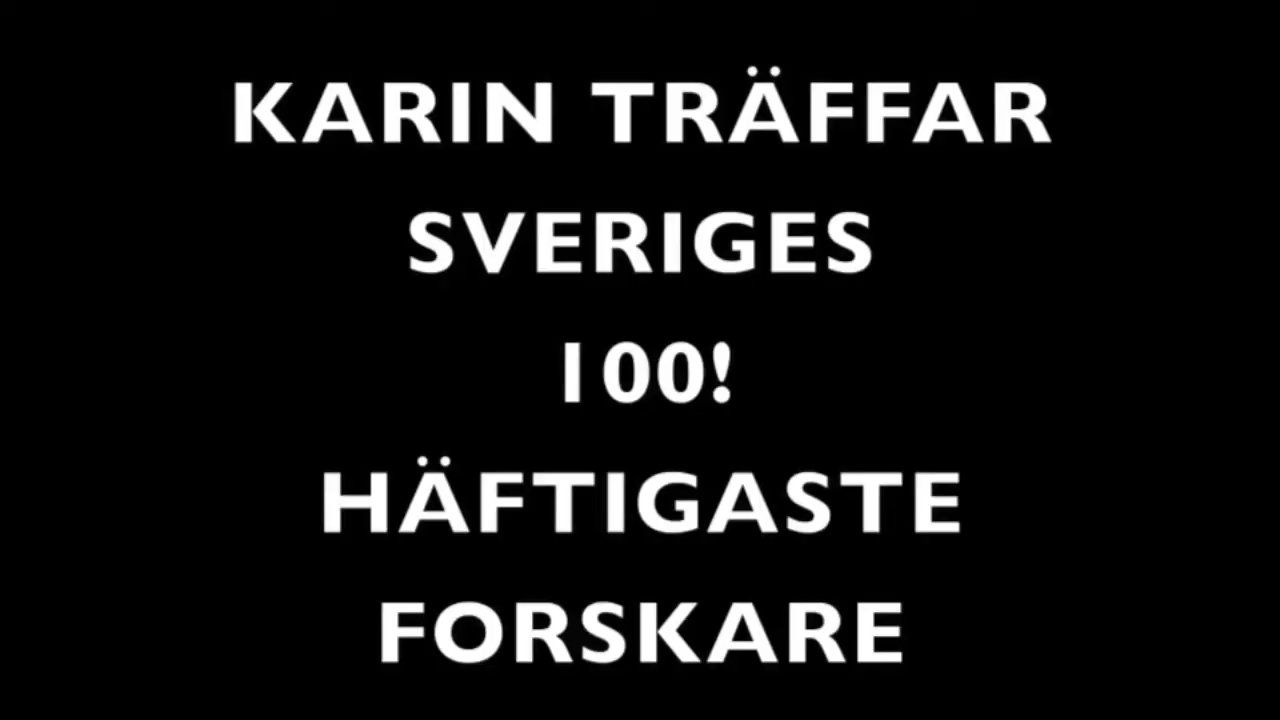 KARIN TRÄFFAR
SVERIGES
100!
HÄFTIGASTE
FORSKARE